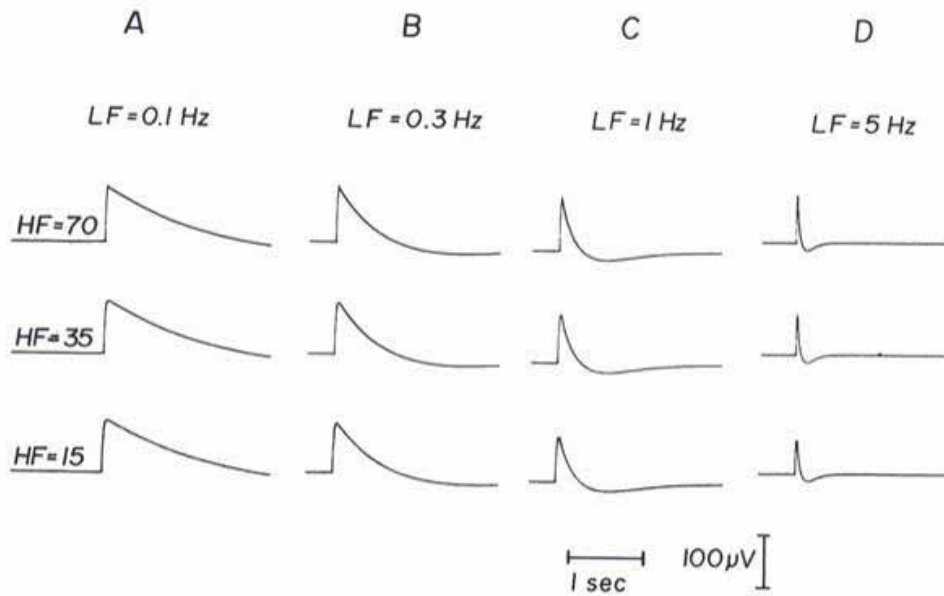 A B C D
LF=0.1 Hz LF=0.3 Hz LF=1 Hz LF=5 Hz
HF=70
HF=35
HF=15
100µV
1 sec